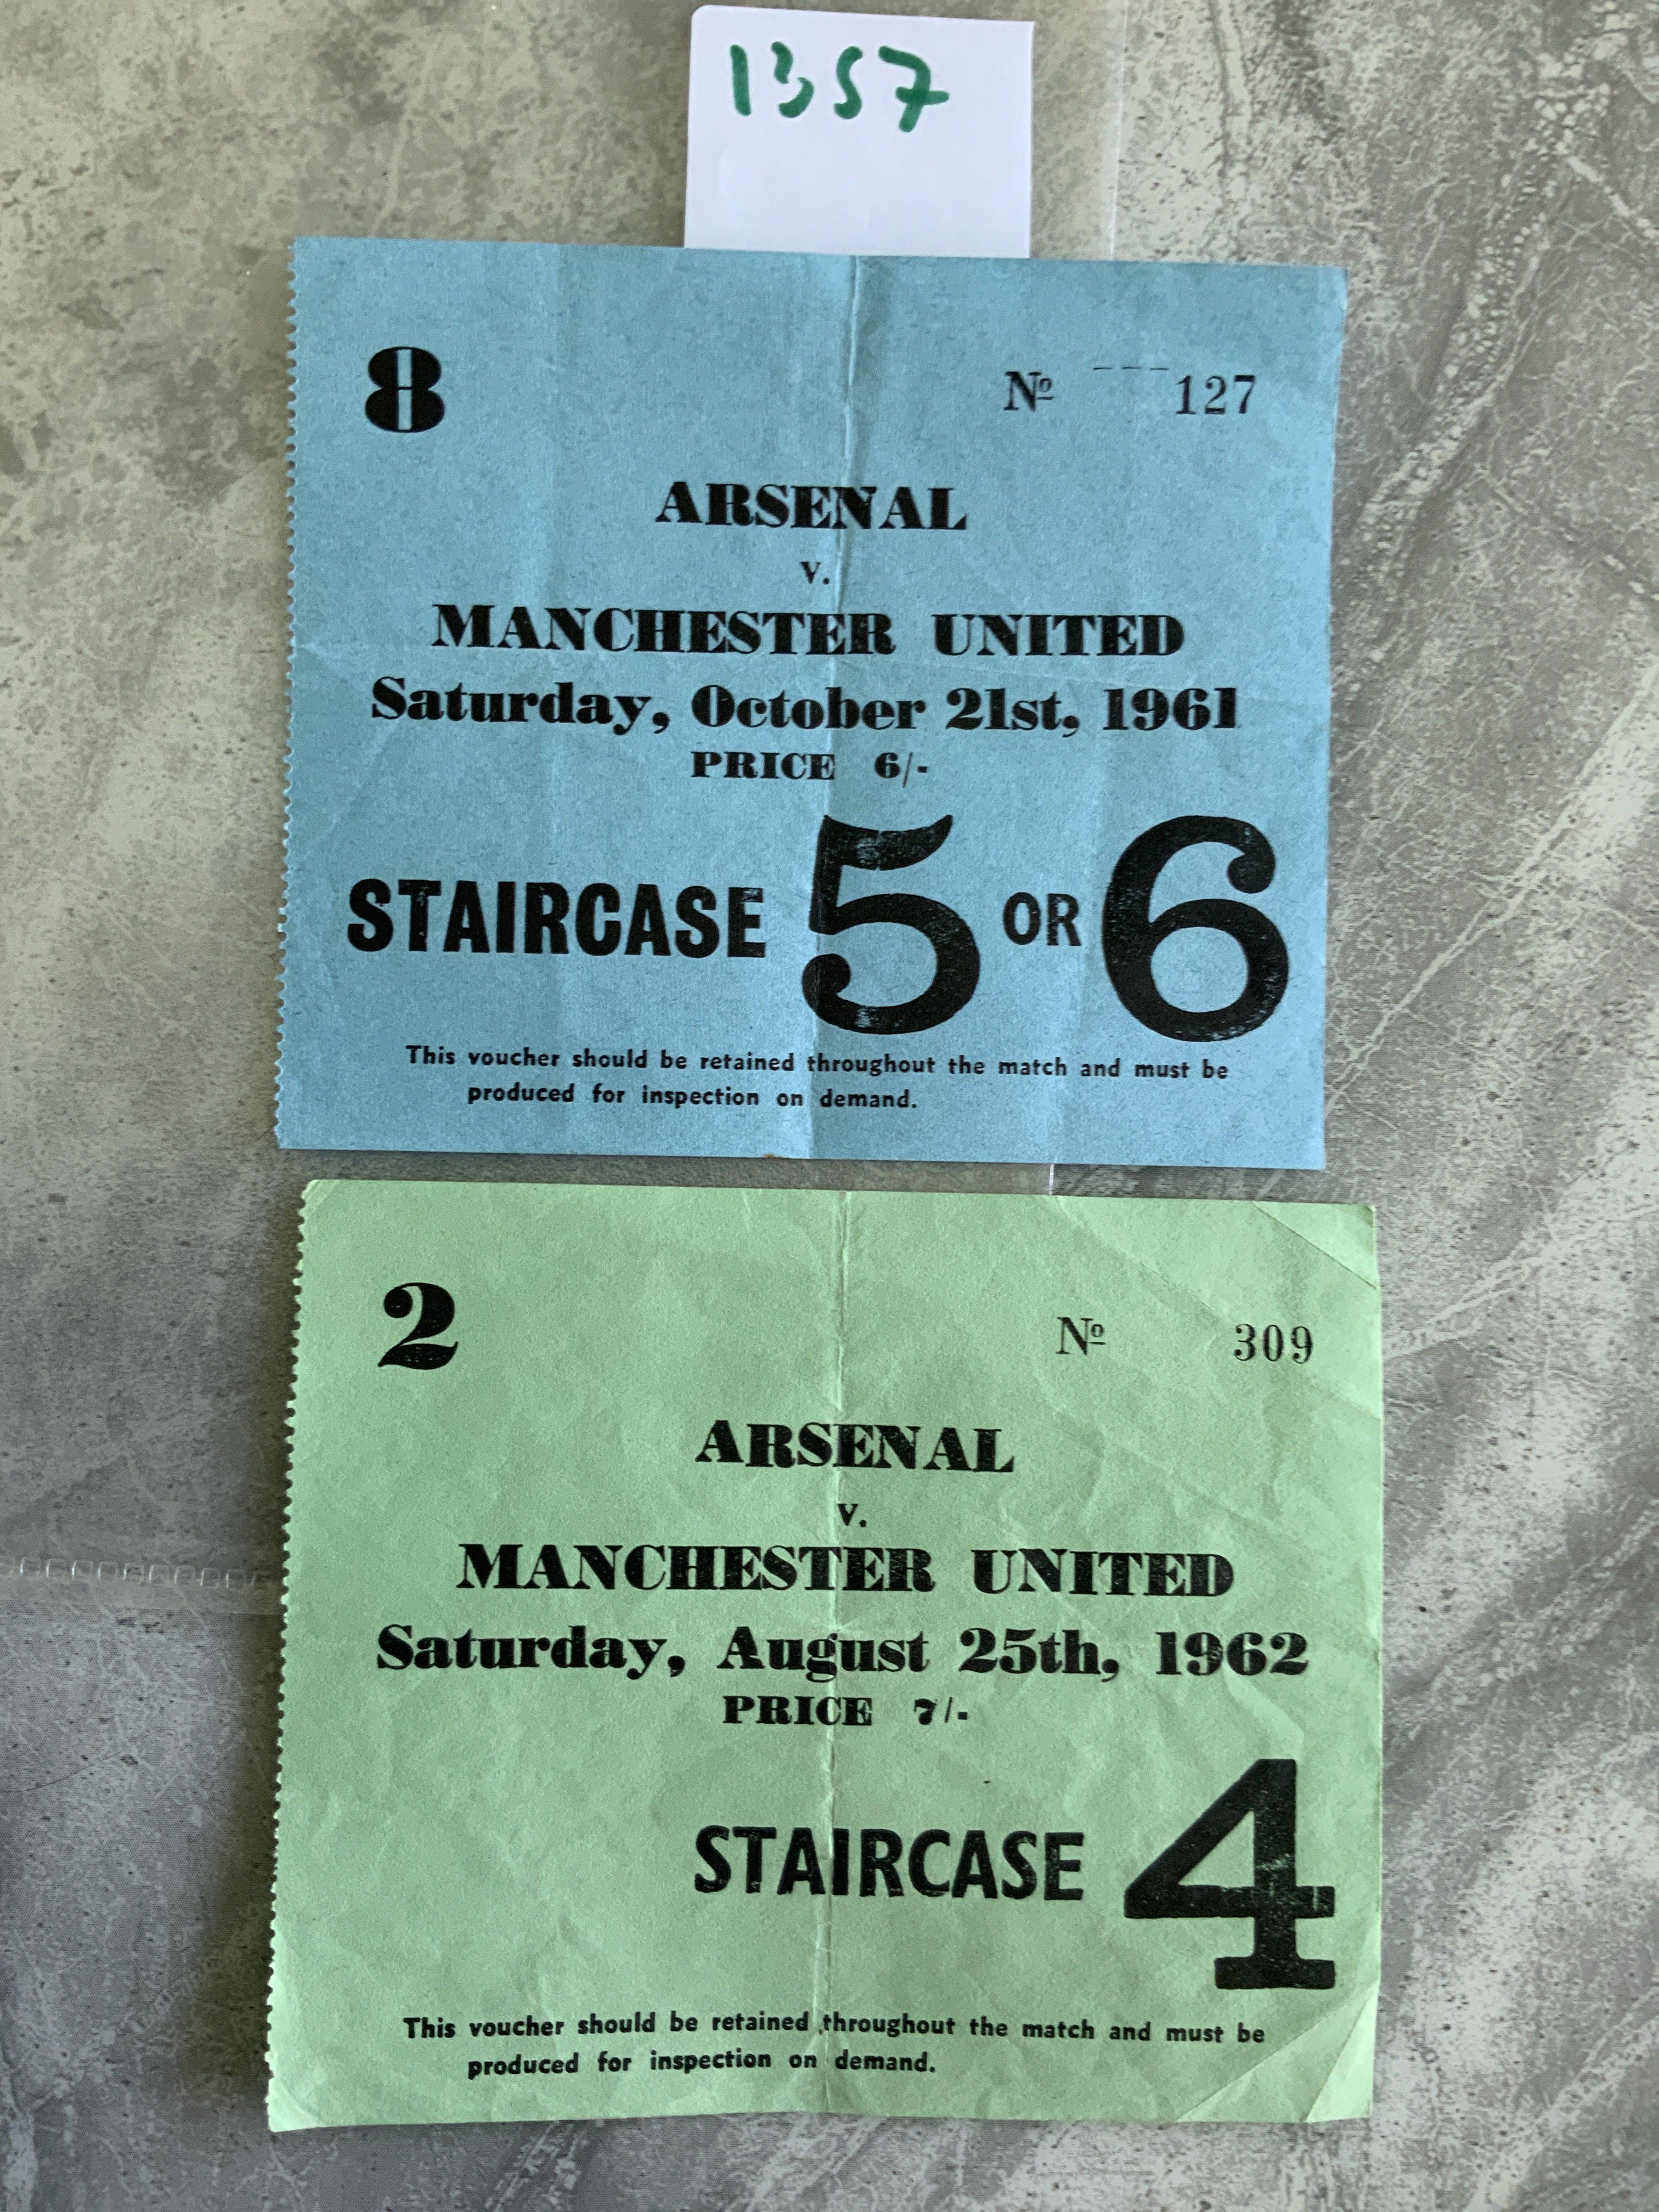 1357
8 Nº 127
ARSENAL
v.
MANCHESTER UNITED
Saturday, October 21st, 1961
PRICE 6/-
STAIRCASE 5 OR 6
This voucher should be retained throughout the match and must be
produced for inspection on demand.
2 Nº 309
ARSENAL
v.
MANCHESTER UNITED
Saturday, August 25th, 1962
PRICE 7/-
STAIRCASE 4
This voucher should be retained throughout the match and must be
produced for inspection on demand.